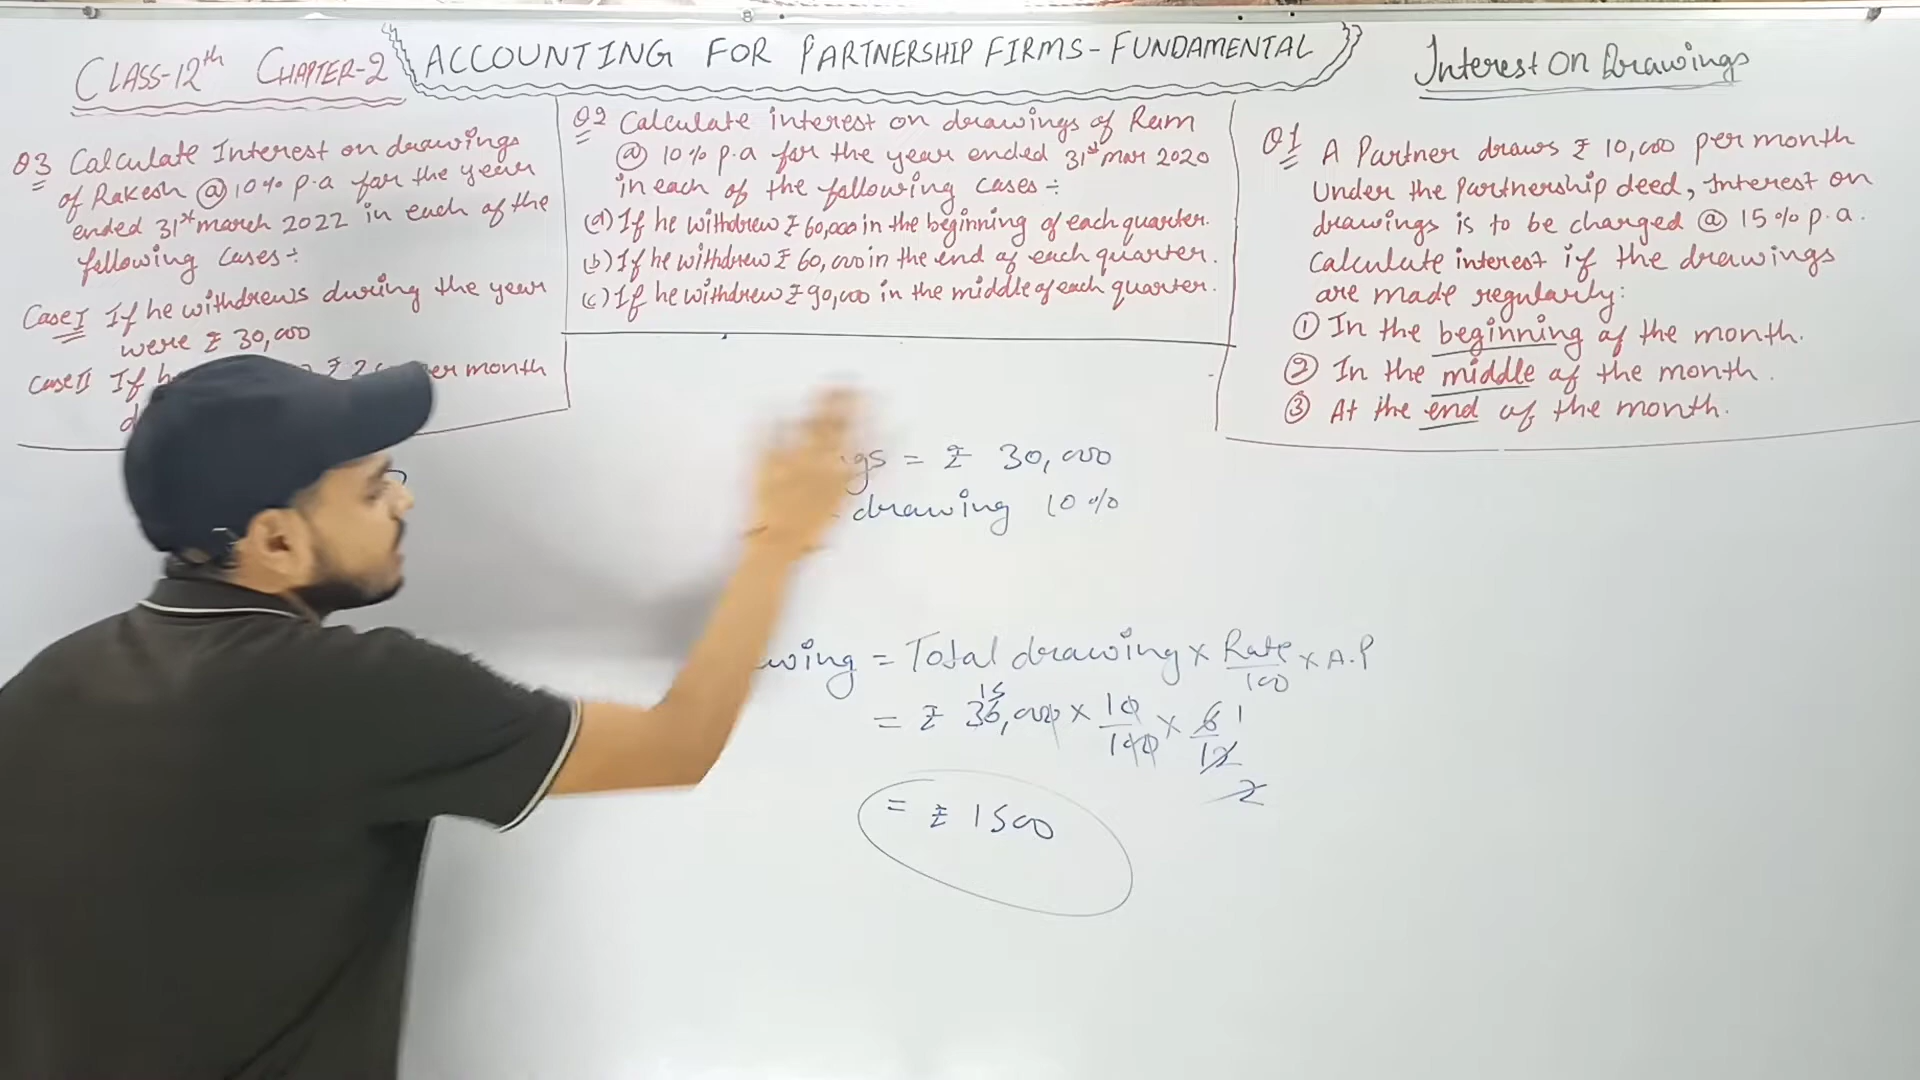 CLASS-12th CHAPTER-2
ACCOUNTING FOR PARTNERSHIP FIRMS-FUNDAMENTAL
Interest On Drawings
Q3 Calculate Interest on drawings
of Rakesh @ 10% p.a for the year
ended 31st march 2022 in each of the
following Cases:-
Case I If he withdrews during the year
were ₹ 30,000
Case II If
per month
Q2 Calculate interest on drawings of Ram
@ 10% p.a for the year ended 31st mar 2020
in each of the following Cases:-
(a) If he withdrew ₹ 60,000 in the beginning of each quarter.
(b) If he withdrew ₹ 60,000 in the end of each quarter.
(c) If he withdrew ₹ 90,000 in the middle of each quarter.
Q1 A Partner draws ₹ 10,000 per month
Under the Partnership deed, Interest on
drawings is to be charged @ 15% p.a.
Calculate interest if the drawings
are made regularly:
① In the beginning of the month.
② In the middle of the month.
③ At the end of the month.
gs = ₹ 30,000
drawing 10%
wing = Total drawing × Rate/100 × A.P
= ₹ 30,000 × 10/100 × 6/12
15 1 2
= ₹ 1500